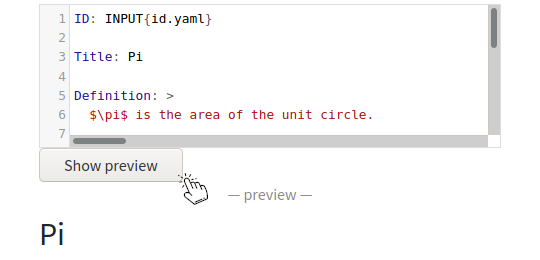 1 ID: INPUT{id.yaml}
2
3 Title: Pi
4
5 Definition: >
6 $\pi$ is the area of the unit circle.
7
Show preview
— preview —
Pi